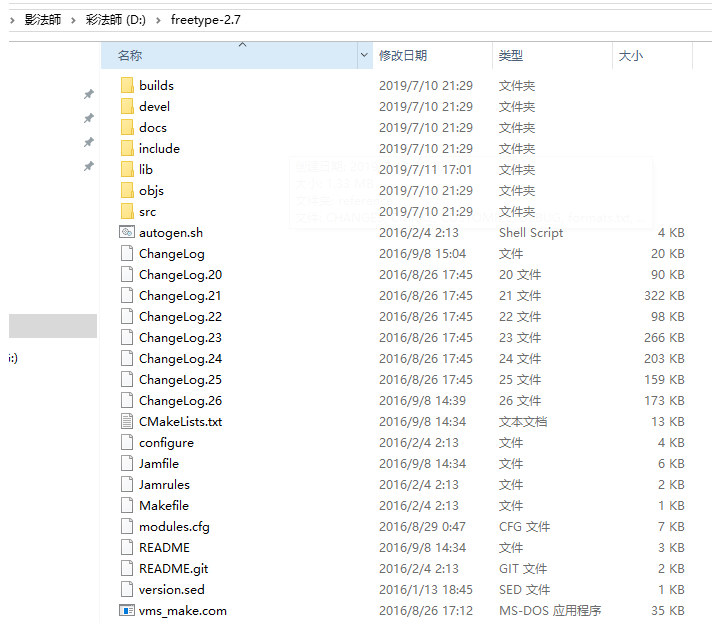 影法師 › 彩法師 (D:) › freetype-2.7
名称 修改日期 类型 大小
builds 2019/7/10 21:29 文件夹
devel 2019/7/10 21:29 文件夹
docs 2019/7/10 21:29 文件夹
include 2019/7/10 21:29 文件夹
lib 2019/7/11 17:01 文件夹
objs 2019/7/10 21:29 文件夹
src 2019/7/10 21:29 文件夹
autogen.sh 2016/2/4 2:13 Shell Script 4 KB
ChangeLog 2016/9/8 15:04 文件 20 KB
ChangeLog.20 2016/8/26 17:45 20 文件 90 KB
ChangeLog.21 2016/8/26 17:45 21 文件 322 KB
ChangeLog.22 2016/8/26 17:45 22 文件 98 KB
ChangeLog.23 2016/8/26 17:45 23 文件 266 KB
ChangeLog.24 2016/8/26 17:45 24 文件 203 KB
ChangeLog.25 2016/8/26 17:45 25 文件 159 KB
ChangeLog.26 2016/9/8 14:39 26 文件 173 KB
CMakeLists.txt 2016/9/8 14:34 文本文档 13 KB
:) configure 2016/2/4 2:13 文件 4 KB
Jamfile 2016/9/8 14:34 文件 6 KB
Jamrules 2016/2/4 2:13 文件 2 KB
Makefile 2016/2/4 2:13 文件 1 KB
modules.cfg 2016/8/29 0:47 CFG 文件 7 KB
README 2016/9/8 14:34 文件 3 KB
README.git 2016/2/4 2:13 GIT 文件 2 KB
version.sed 2016/1/13 18:45 SED 文件 1 KB
vms_make.com 2016/8/26 17:12 MS-DOS 应用程序 35 KB